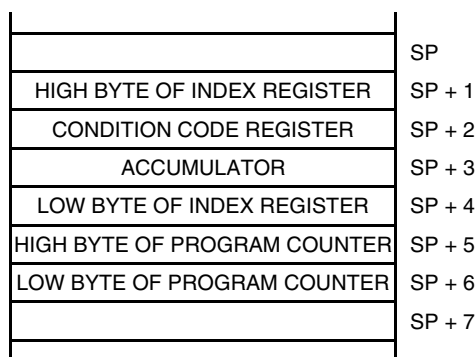 SP
HIGH BYTE OF INDEX REGISTER SP + 1
CONDITION CODE REGISTER SP + 2
ACCUMULATOR SP + 3
LOW BYTE OF INDEX REGISTER SP + 4
HIGH BYTE OF PROGRAM COUNTER SP + 5
LOW BYTE OF PROGRAM COUNTER SP + 6
SP + 7